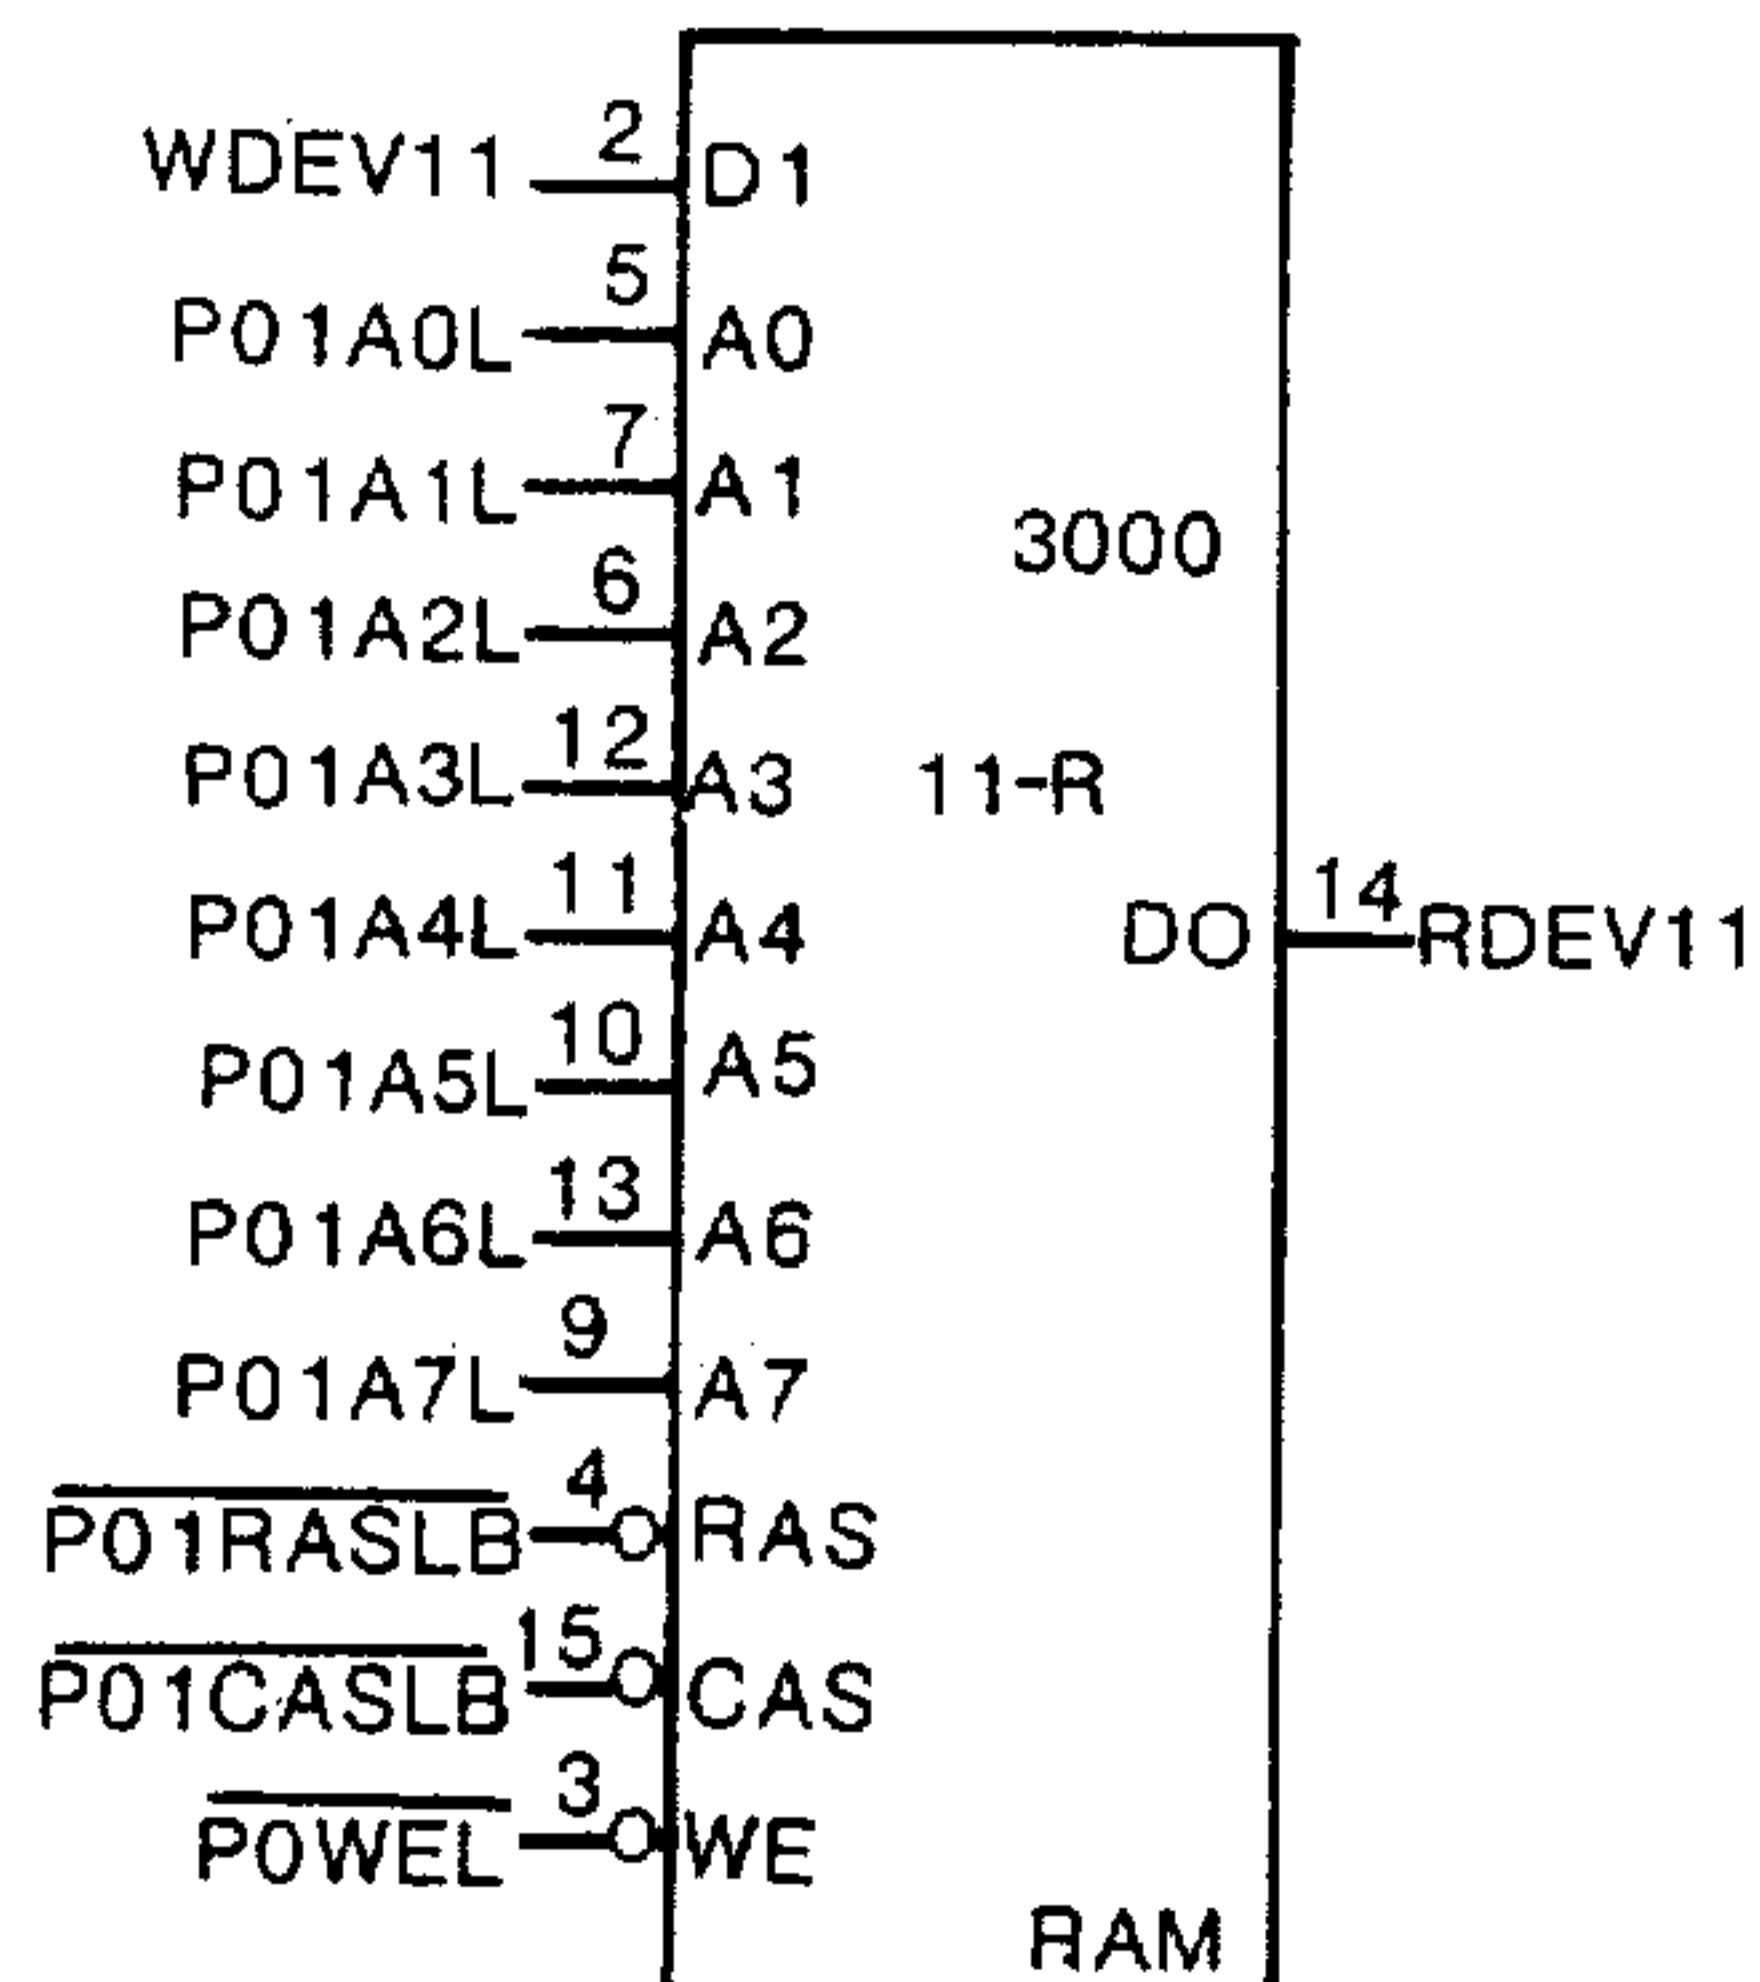 WDEV11 2 D1
P01A0L 5 A0
P01A1L 7 A1
3000
P01A2L 6 A2
P01A3L 12 A3 11-R
P01A4L 11 A4 DO 14 RDEV11
P01A5L 10 A5
P01A6L 13 A6
P01A7L 9 A7
P01RASLB 4 RAS
P01CASLB 15 CAS
P0WEL 3 WE
RAM